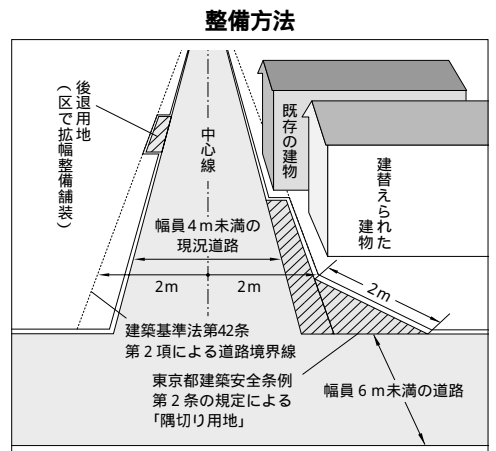 整備方法
後退用地
（区で拡幅整備舗装）
中心線
既存の建物
建替えられた
建物
幅員4m未満の
現況道路
2m
2m
2m
建築基準法第42条
第2項による道路境界線
東京都建築安全条例
第2条の規定による
「隅切り用地」
幅員6m未満の道路